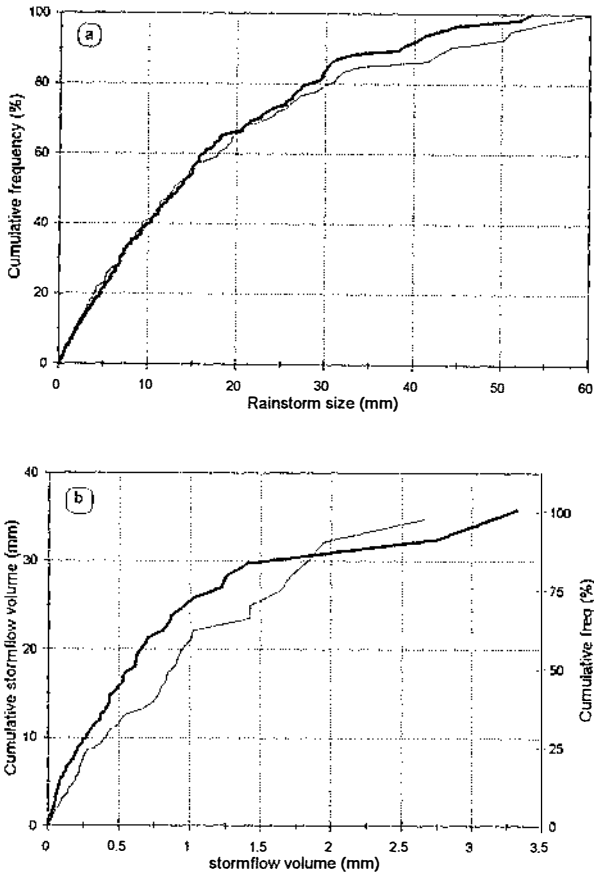 a
Cumulative frequency (%)
100
80
60
40
20
0
0 10 20 30 40 50 60
Rainstorm size (mm)
b
Cumulative stormflow volume (mm)
40
30
20
10
0
Cumulative freq (%)
100
75
50
25
0
0 0.5 1 1.5 2 2.5 3 3.5
stormflow volume (mm)